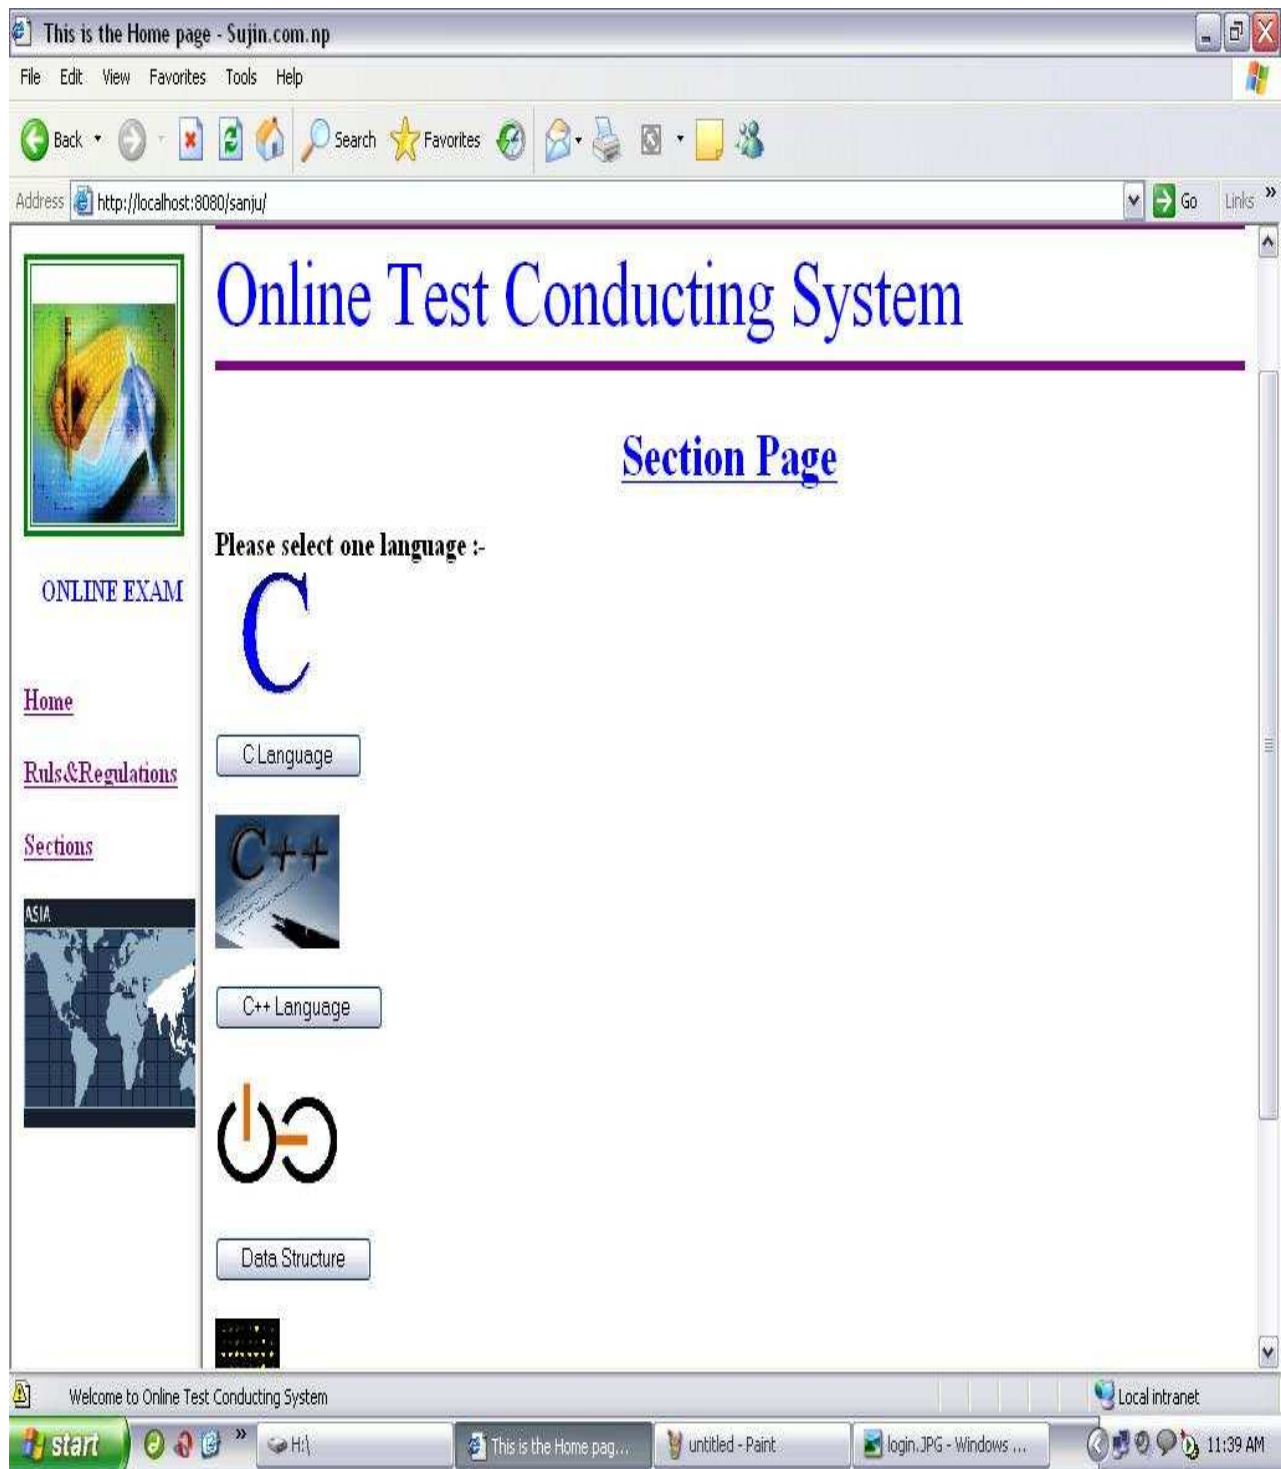 This is the Home page - Sujin.com.np
File Edit View Favorites Tools Help
Back Search Favorites
Address http://localhost:8080/sanju/ Go Links »
Online Test Conducting System
Section Page
Please select one language :-
C
C Language
C++
C++ Language
Data Structure
ONLINE EXAM
Home
Ruls&Regulations
Sections
ASIA
Welcome to Online Test Conducting System
Local intranet
start » H:\ This is the Home pag... untitled - Paint login.JPG - Windows ... 11:39 AM